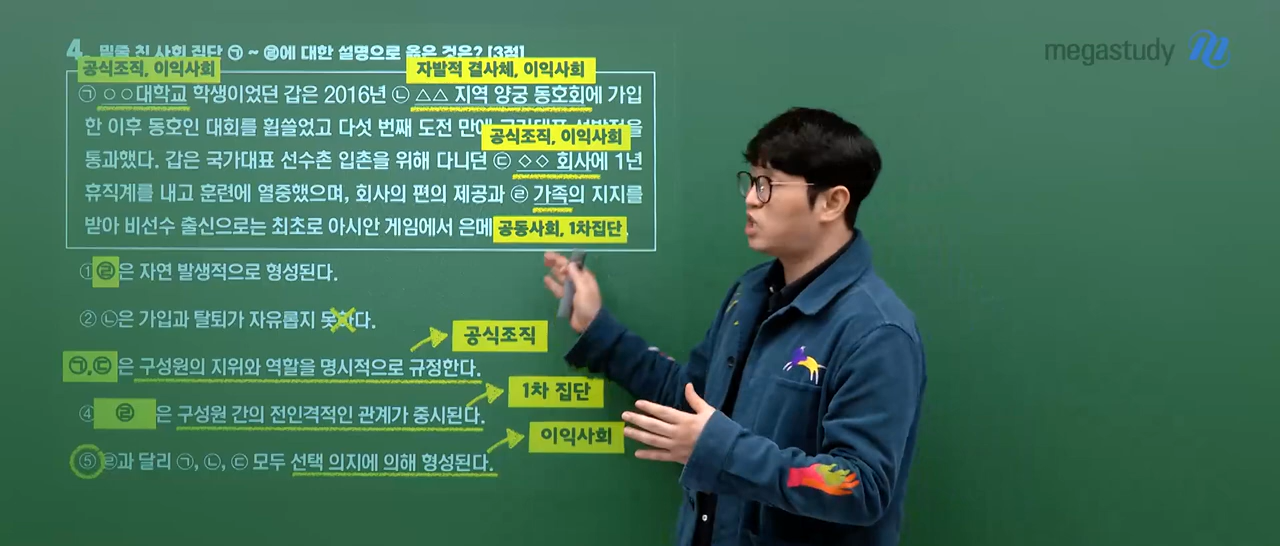 megastudy
4 밑줄 친 사회 집단 ㉠ ~ ㉣에 대한 설명으로 옳은 것은? [3점]
공식조직, 이익사회
자발적 결사체, 이익사회
㉠ ○○대학교 학생이었던 갑은 2016년 ㉡ △△ 지역 양궁 동호회에 가입
한 이후 동호인 대회를 휩쓸었고 다섯 번째 도전 만에
공식조직, 이익사회
통과했다. 갑은 국가대표 선수촌 입촌을 위해 다니던 ㉢ ◇◇ 회사에 1년
휴직계를 내고 훈련에 열중했으며, 회사의 편의 제공과 ㉣ 가족의 지지를
받아 비선수 출신으로는 최초로 아시안 게임에서 은메
공동사회, 1차집단
① ㉣은 자연 발생적으로 형성된다.
② ㉡은 가입과 탈퇴가 자유롭지 못하다.
공식조직
㉠,㉢은 구성원의 지위와 역할을 명시적으로 규정한다.
1차 집단
④ ㉣은 구성원 간의 전인격적인 관계가 중시된다.
이익사회
⑤ ㉣과 달리 ㉠, ㉡, ㉢ 모두 선택 의지에 의해 형성된다.